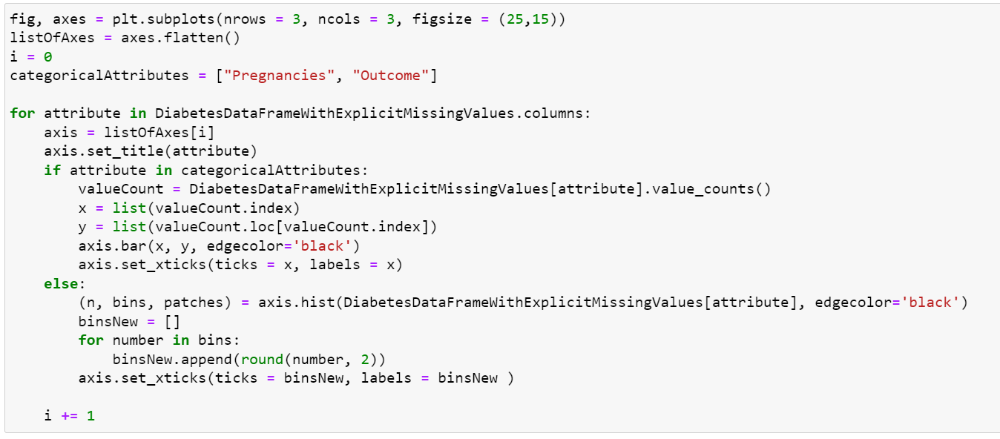 fig, axes = plt.subplots(nrows = 3, ncols = 3, figsize = (25,15))
listOfAxes = axes.flatten()
i = 0
categoricalAttributes = ["Pregnancies", "Outcome"]

for attribute in DiabetesDataFrameWithExplicitMissingValues.columns:
    axis = listOfAxes[i]
    axis.set_title(attribute)
    if attribute in categoricalAttributes:
        valueCount = DiabetesDataFrameWithExplicitMissingValues[attribute].value_counts()
        x = list(valueCount.index)
        y = list(valueCount.loc[valueCount.index])
        axis.bar(x, y, edgecolor='black')
        axis.set_xticks(ticks = x, labels = x)
    else:
        (n, bins, patches) = axis.hist(DiabetesDataFrameWithExplicitMissingValues[attribute], edgecolor='black')
        binsNew = []
        for number in bins:
            binsNew.append(round(number, 2))
        axis.set_xticks(ticks = binsNew, labels = binsNew )

    i += 1